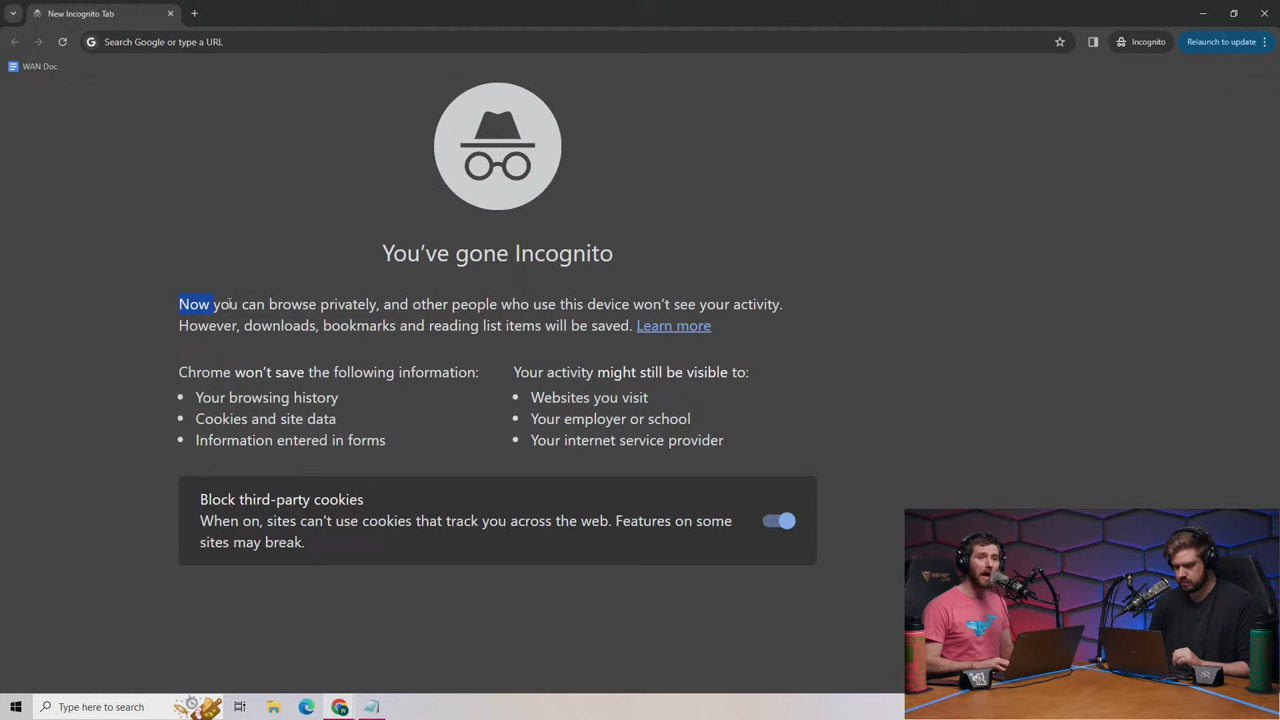 New Incognito Tab
Search Google or type a URL
Incognito
Relaunch to update
WAN Doc
You've gone Incognito
Now you can browse privately, and other people who use this device won't see your activity.
However, downloads, bookmarks and reading list items will be saved. Learn more
Chrome won't save the following information:
Your browsing history
Cookies and site data
Information entered in forms
Your activity might still be visible to:
Websites you visit
Your employer or school
Your internet service provider
Block third-party cookies
When on, sites can't use cookies that track you across the web. Features on some
sites may break.
Type here to search